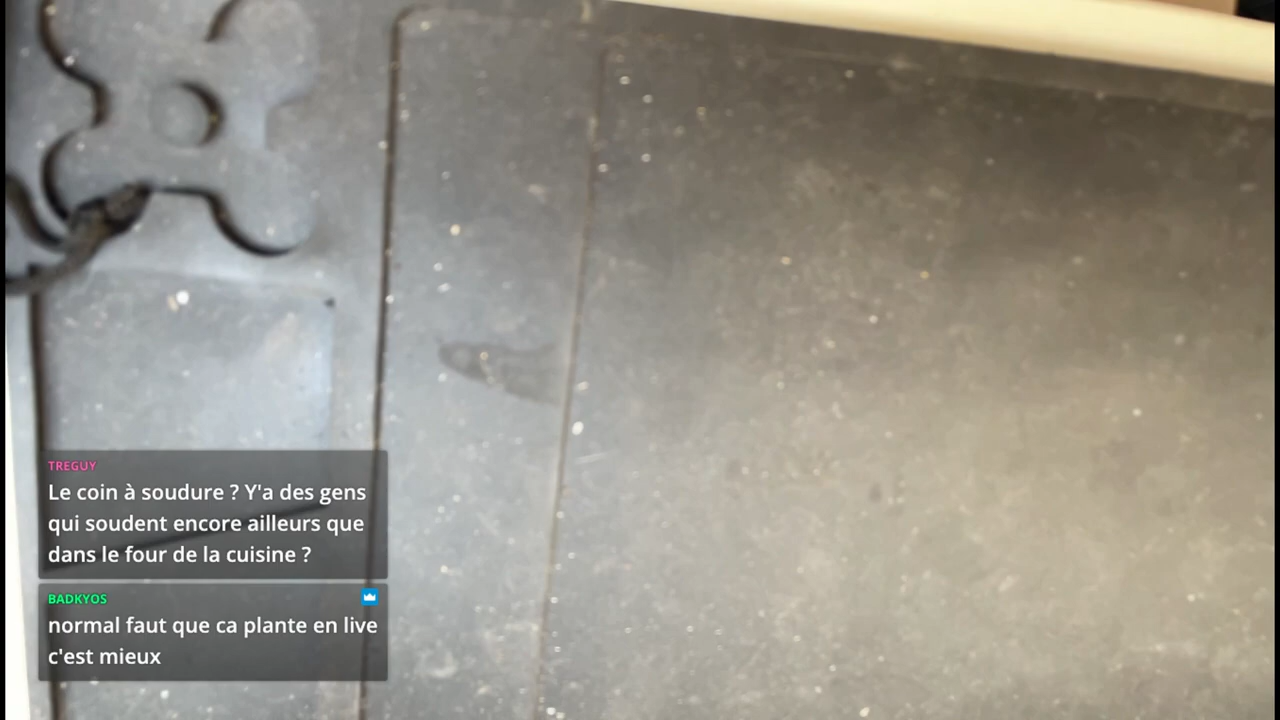 TREGUY
Le coin à soudure ? Y'a des gens
qui soudent encore ailleurs que
dans le four de la cuisine ?
BADKYOS
normal faut que ca plante en live
c'est mieux